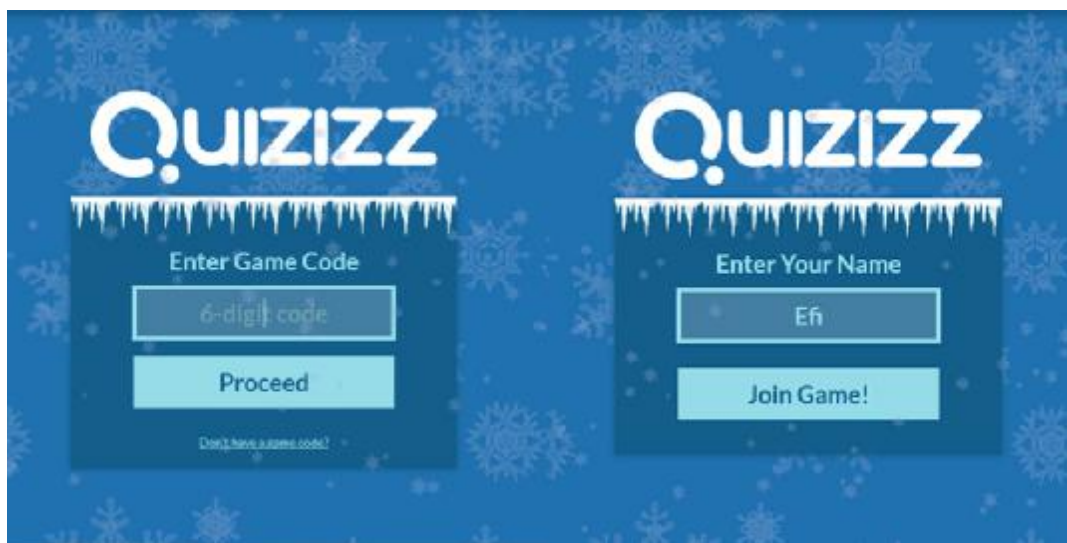 Quizizz
Enter Game Code
6-digit code
Proceed
Don't have a game code?
Quizizz
Enter Your Name
Efi
Join Game!